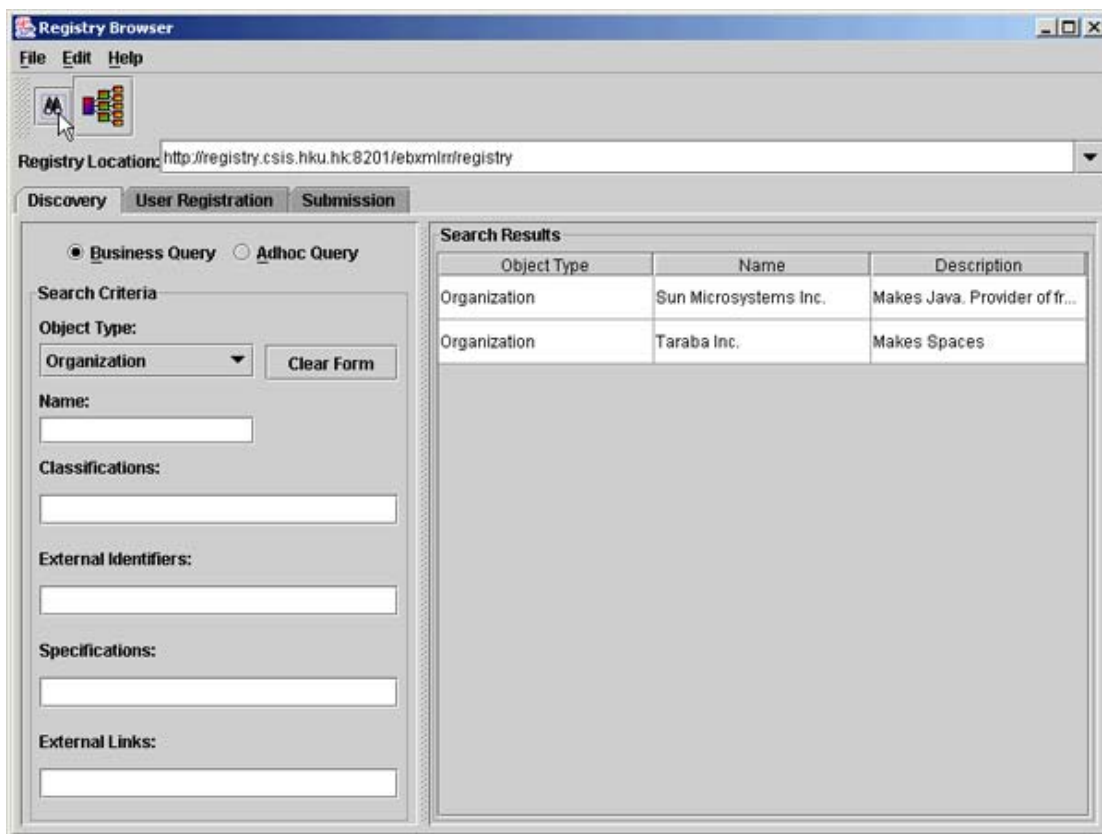 Registry Browser
File Edit Help
Registry Location: http://registry.csis.hku.hk:8201/ebxmlrr/registry
Discovery User Registration Submission
Business Query Adhoc Query
Search Criteria
Object Type:
Organization Clear Form
Name:
Classifications:
External Identifiers:
Specifications:
External Links:
Search Results
Object Type Name Description
Organization Sun Microsystems Inc. Makes Java. Provider of fr...
Organization Taraba Inc. Makes Spaces